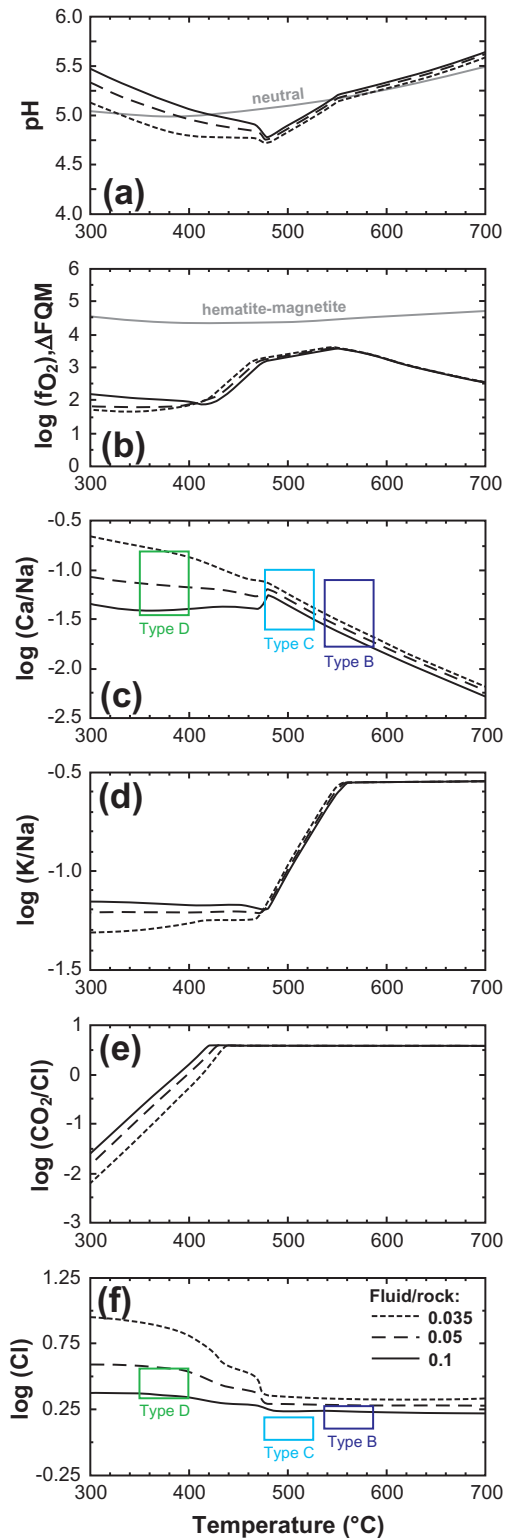 6.0
5.5
5.0
4.5
4.0
pH
neutral
(a)
300 400 500 600 700
6
5
4
3
2
1
0
log (fO₂),ΔFQM
hematite-magnetite
(b)
300 400 500 600 700
-0.5
-1.0
-1.5
-2.0
-2.5
log (Ca/Na)
Type D
Type C
Type B
(c)
300 400 500 600 700
-0.5
-1.0
-1.5
log (K/Na)
(d)
300 400 500 600 700
1
0
-1
-2
-3
log (CO₂/Cl)
(e)
300 400 500 600 700
1.25
0.75
0.25
-0.25
log (Cl)
(f)
Fluid/rock:
0.035
0.05
0.1
Type D
Type C
Type B
300 400 500 600 700
Temperature (°C)